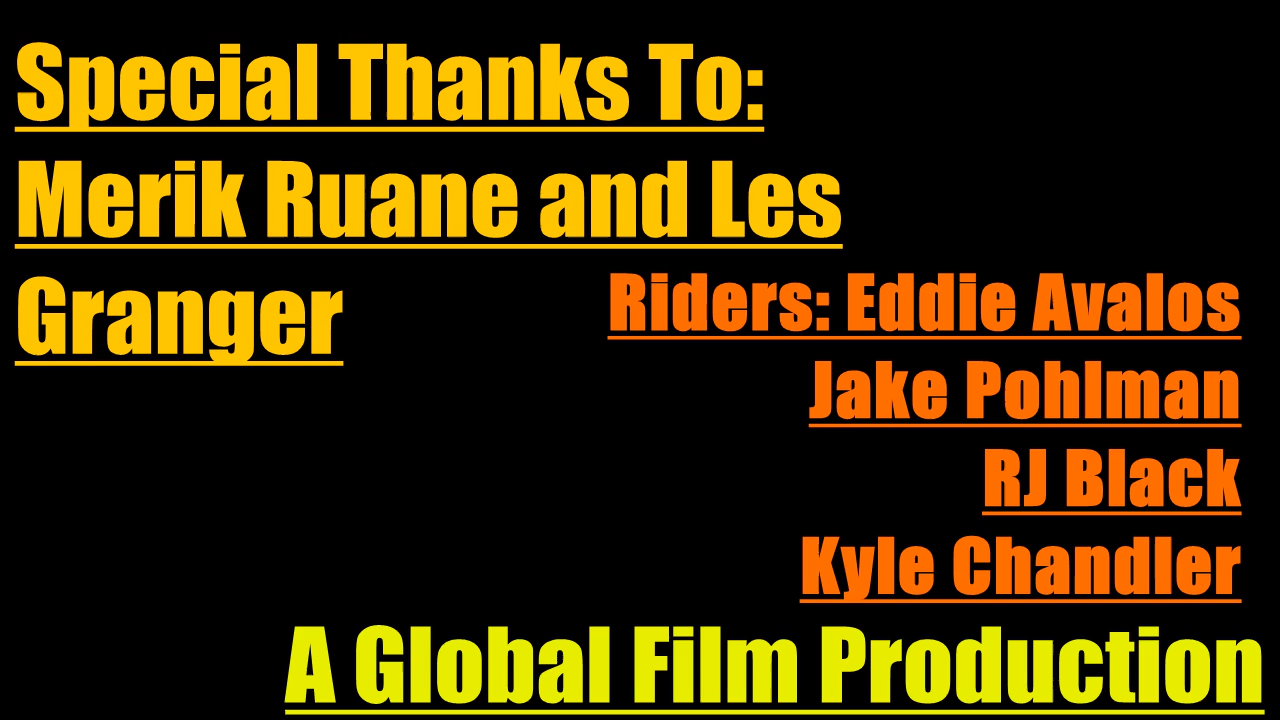 Special Thanks To:
Merik Ruane and Les
Granger
Riders: Eddie Avalos
Jake Pohlman
RJ Black
Kyle Chandler
A Global Film Production